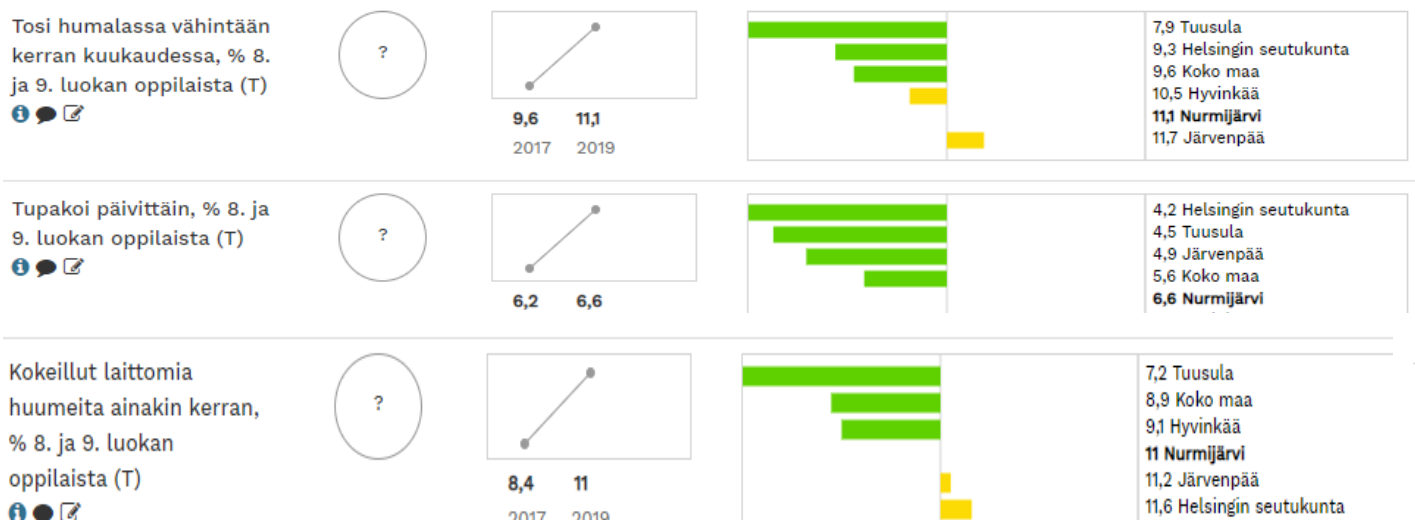 Tosi humalassa vähintään
kerran kuukaudessa, % 8.
ja 9. luokan oppilaista (T)
?
9,6 11,1
2017 2019
7,9 Tuusula
9,3 Helsingin seutukunta
9,6 Koko maa
10,5 Hyvinkää
11,1 Nurmijärvi
11,7 Järvenpää
Tupakoi päivittäin, % 8. ja
9. luokan oppilaista (T)
?
6,2 6,6
4,2 Helsingin seutukunta
4,5 Tuusula
4,9 Järvenpää
5,6 Koko maa
6,6 Nurmijärvi
Kokeillut laittomia
huumeita ainakin kerran,
% 8. ja 9. luokan
oppilaista (T)
?
8,4 11
2017 2019
7,2 Tuusula
8,9 Koko maa
9,1 Hyvinkää
11 Nurmijärvi
11,2 Järvenpää
11,6 Helsingin seutukunta